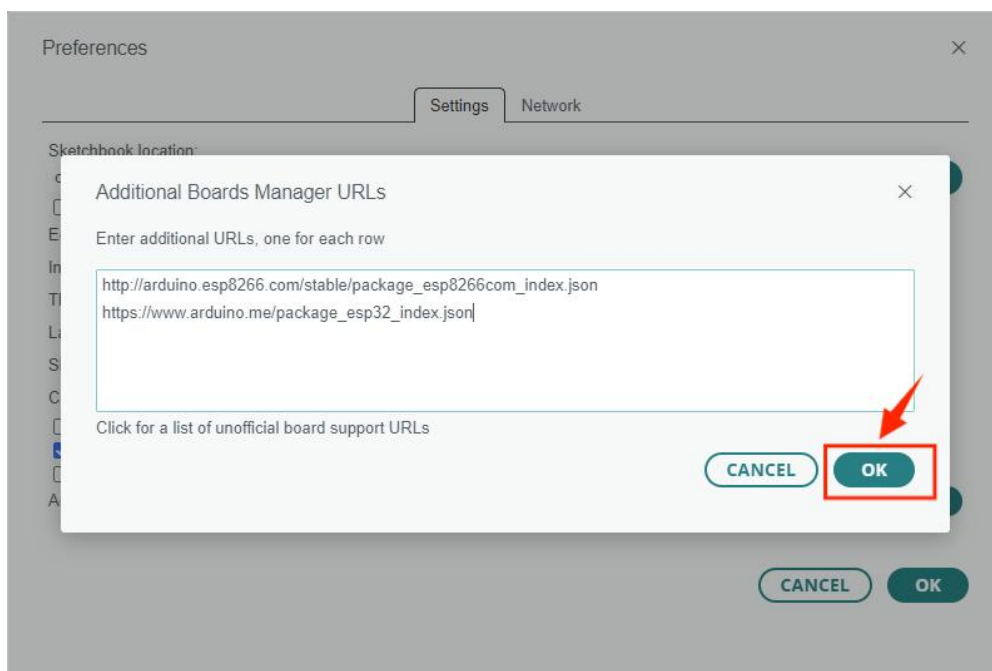 Preferences
Settings Network
Sketchbook location:
Additional Boards Manager URLs
Enter additional URLs, one for each row
http://arduino.esp8266.com/stable/package_esp8266com_index.json
https://www.arduino.me/package_esp32_index.json
Click for a list of unofficial board support URLs
CANCEL OK
CANCEL OK